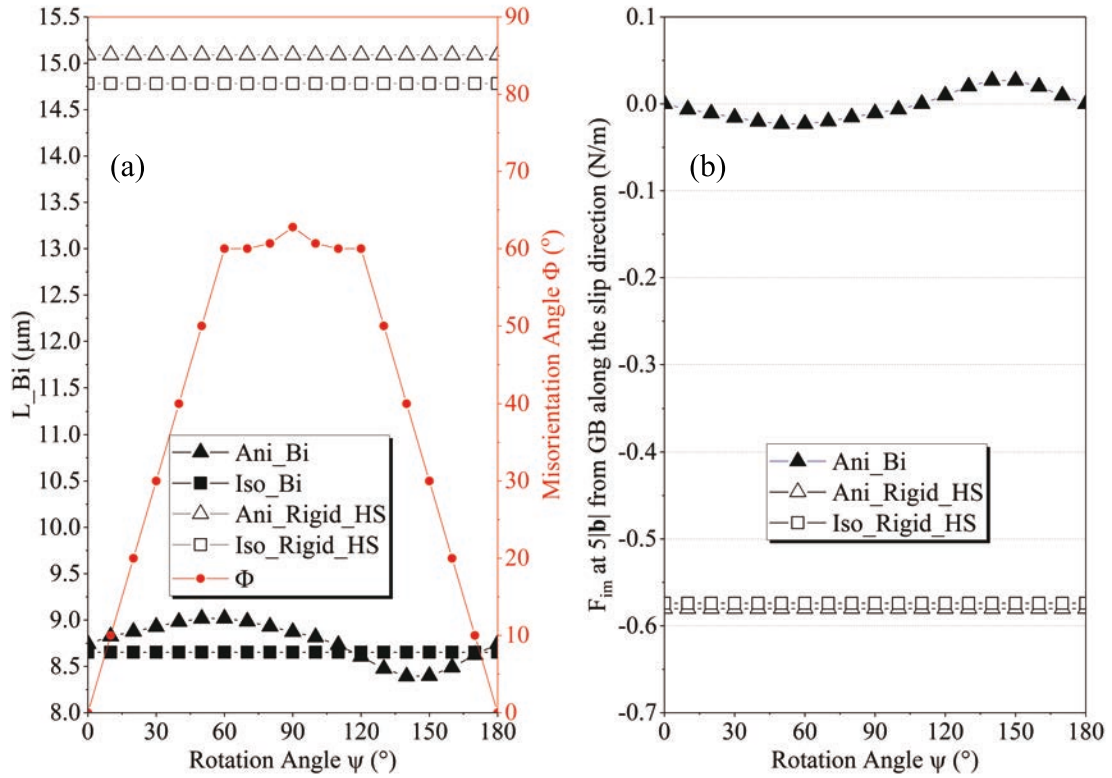 (a)
L_Bi (μm)
15.5
15.0
14.5
14.0
13.5
13.0
12.5
12.0
11.5
11.0
10.5
10.0
9.5
9.0
8.5
8.0
0 30 60 90 120 150 180
Rotation Angle ψ (°)
90
80
70
60
50
40
30
20
10
0
Misorientation Angle Φ (°)
Ani_Bi
Iso_Bi
Ani_Rigid_HS
Iso_Rigid_HS
Φ
(b)
F_im at 5|b| from GB along the slip direction (N/m)
0.1
0.0
-0.1
-0.2
-0.3
-0.4
-0.5
-0.6
-0.7
0 30 60 90 120 150 180
Rotation Angle ψ (°)
Ani_Bi
Ani_Rigid_HS
Iso_Rigid_HS